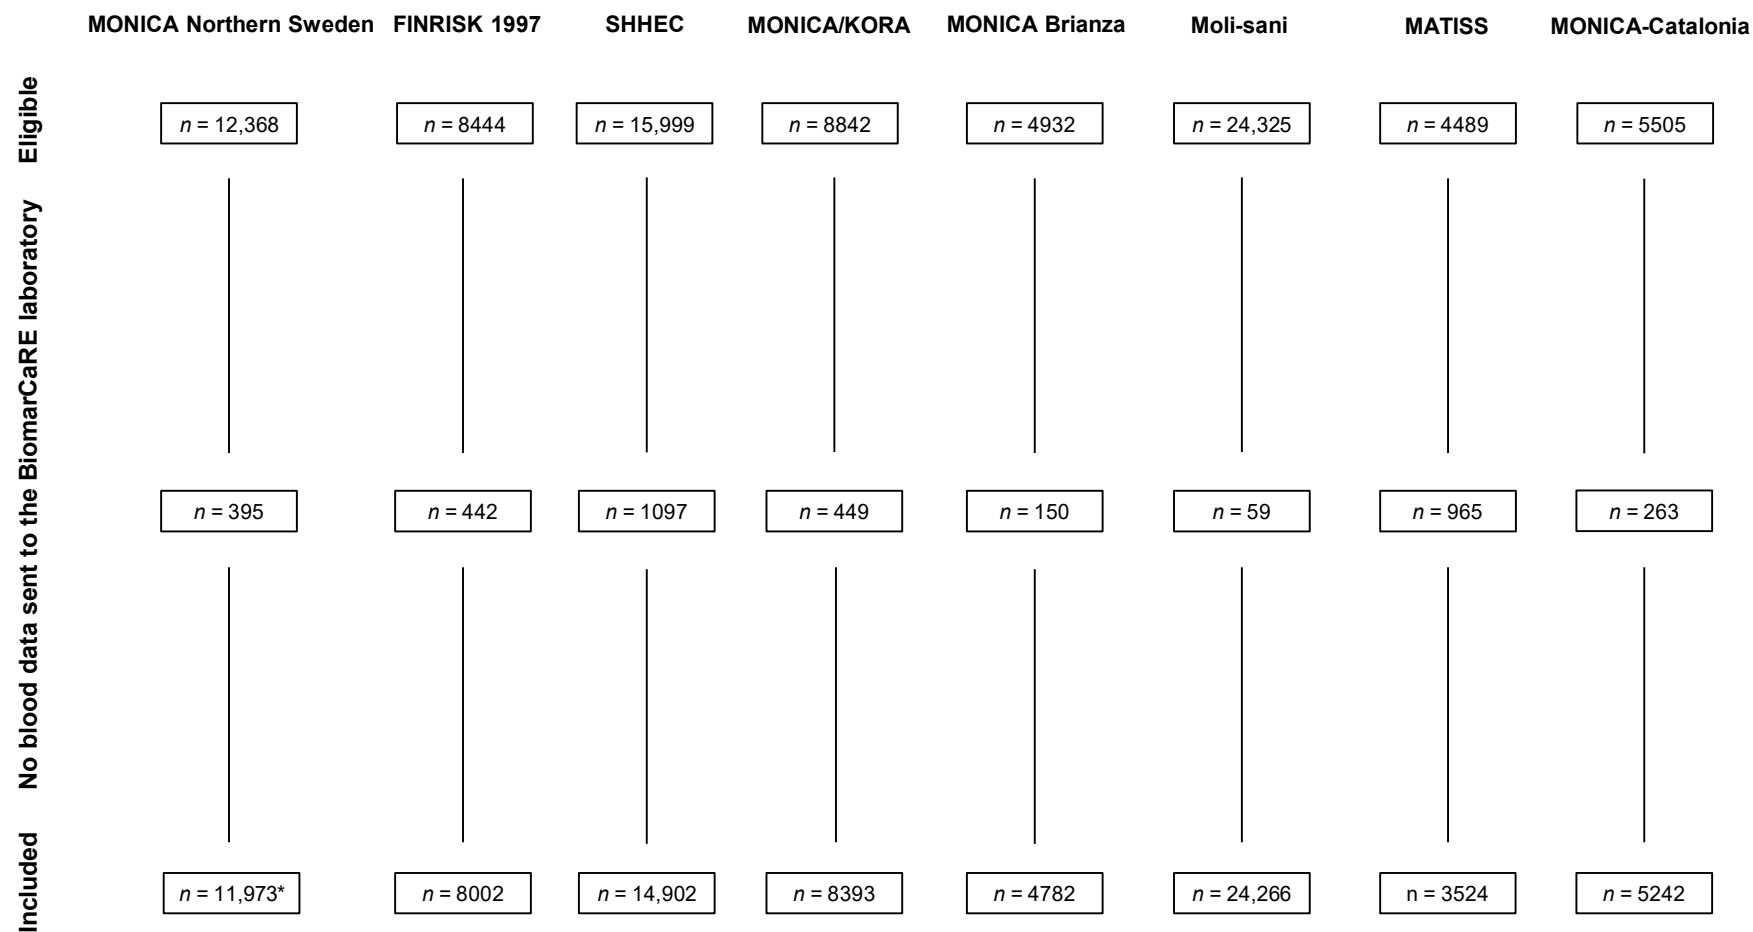 MONICA Northern Sweden FINRISK 1997 SHHEC MONICA/KORA MONICA Brianza Moli-sani MATISS MONICA-Catalonia
Eligible
n = 12,368 n = 8444 n = 15,999 n = 8842 n = 4932 n = 24,325 n = 4489 n = 5505
No blood data sent to the BiomarCaRE laboratory
n = 395 n = 442 n = 1097 n = 449 n = 150 n = 59 n = 965 n = 263
Included
n = 11,973* n = 8002 n = 14,902 n = 8393 n = 4782 n = 24,266 n = 3524 n = 5242